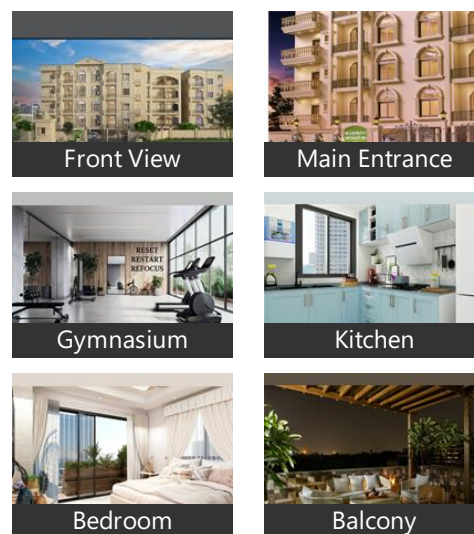 Front View
Main Entrance
RESET
RESTART
REFOCUS
Gymnasium
Kitchen
Bedroom
Balcony